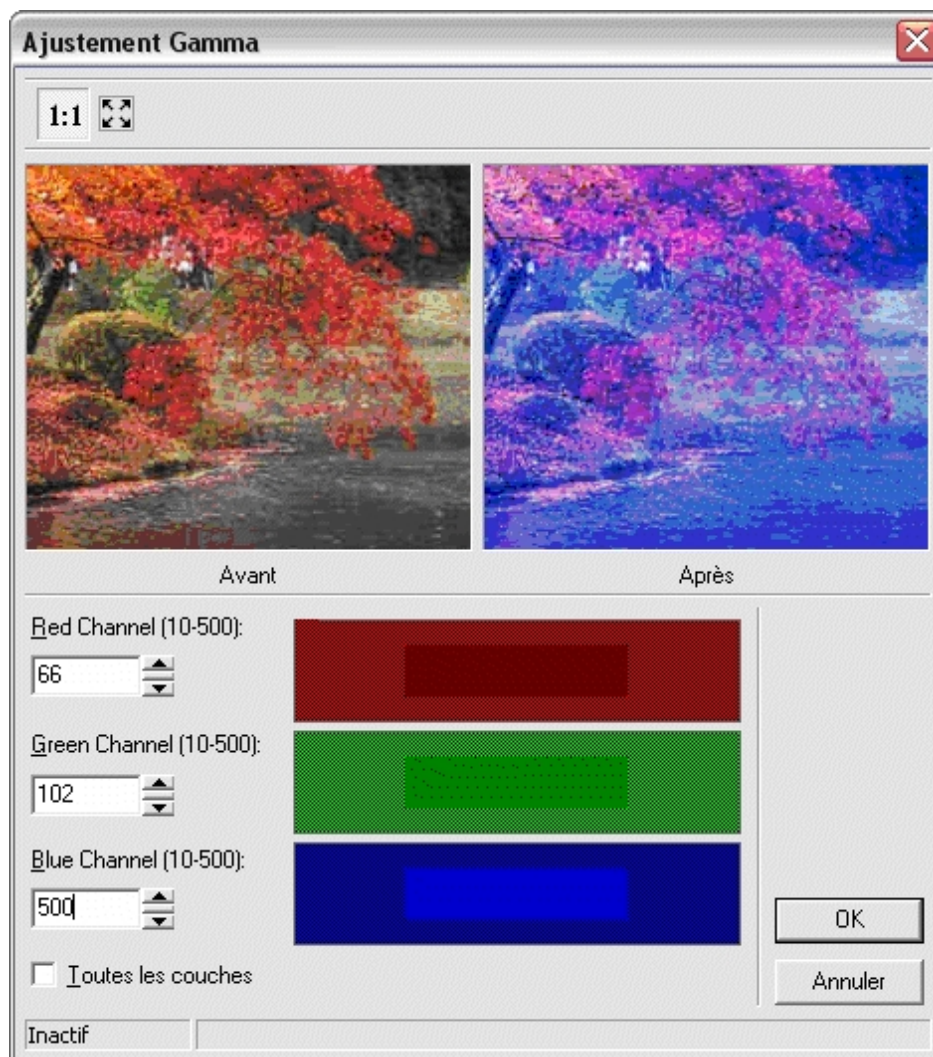 Ajustement Gamma
1:1
Avant
Après
Red Channel (10-500):
66
Green Channel (10-500):
102
Blue Channel (10-500):
500
Toutes les couches
OK
Annuler
Inactif